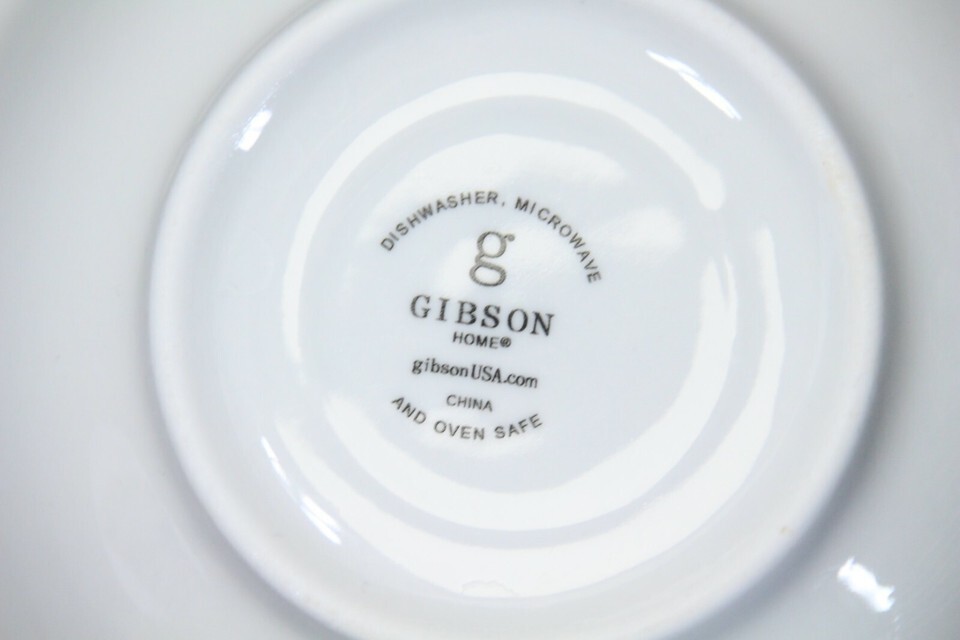 DISHWASHER, MICROWAVE
g
GIBSON
HOME®
gibsonUSA.com
CHINA
AND OVEN SAFE